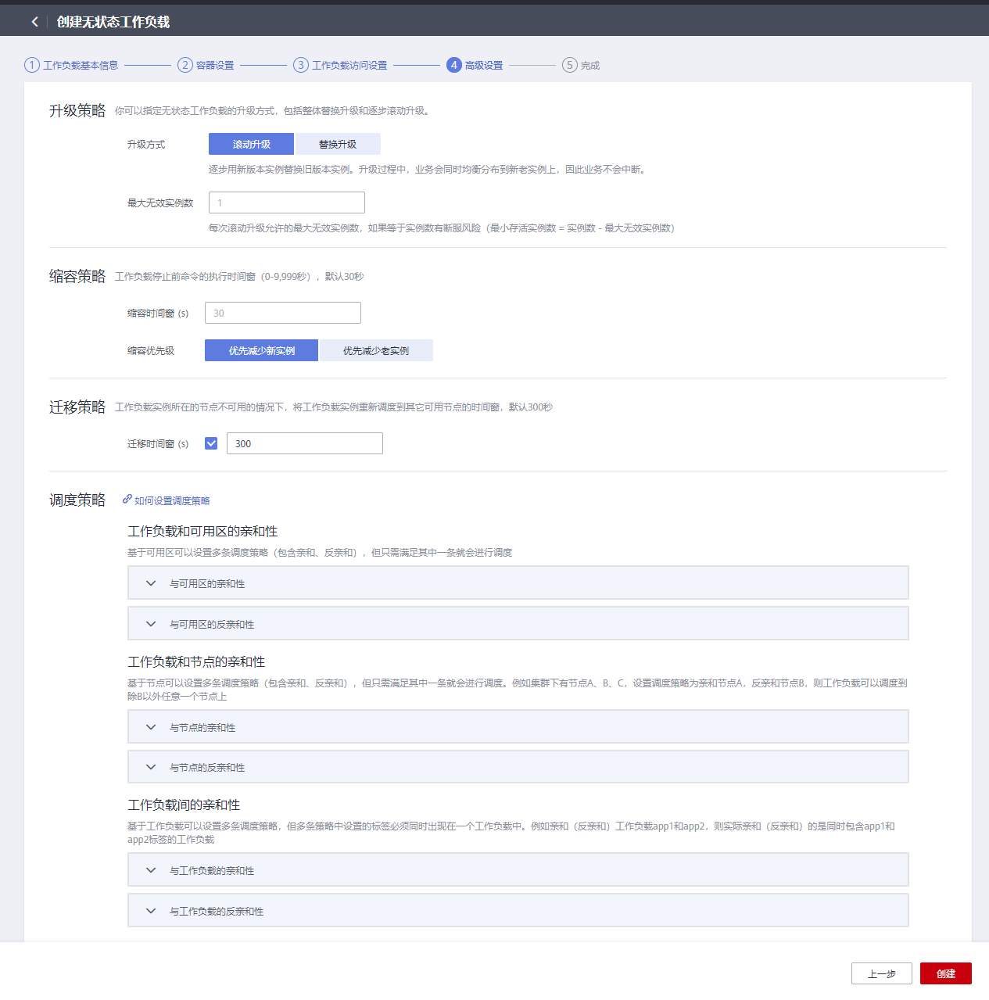 创建无状态工作负载
1 工作负载基本信息 2 容器设置 3 工作负载访问设置 4 高级设置 5 完成
升级策略 你可以指定无状态工作负载的升级方式，包括整体替换升级和逐步滚动升级。
升级方式 滚动升级 替换升级
逐步用新版本实例替换旧版本实例。升级过程中，业务会同时均衡分布到新老实例上，因此业务不会中断。
最大无效实例数 1
每次滚动升级允许的最大无效实例数，如果等于实例数有断服风险（最小存活实例数 = 实例数 - 最大无效实例数）
缩容策略 工作负载停止前命令的执行时间窗（0-9,999秒），默认30秒
缩容时间窗 (s) 30
缩容优先级 优先减少新实例 优先减少老实例
迁移策略 工作负载实例所在的节点不可用的情况下，将工作负载实例重新调度到其它可用节点的时间窗，默认300秒
迁移时间窗 (s) 300
调度策略 如何设置调度策略
工作负载和可用区的亲和性
基于可用区可以设置多条调度策略（包含亲和、反亲和），但只需满足其中一条就会进行调度
与可用区的亲和性
与可用区的反亲和性
工作负载和节点的亲和性
基于节点可以设置多条调度策略（包含亲和、反亲和），但只需满足其中一条就会进行调度。例如集群下有节点A、B、C，设置调度策略为亲和节点A，反亲和节点B，则工作负载可以调度到
除B以外任意一个节点上
与节点的亲和性
与节点的反亲和性
工作负载间的亲和性
基于工作负载可以设置多条调度策略，但多条策略中设置的标签必须同时出现在一个工作负载中。例如亲和（反亲和）工作负载app1和app2，则实际亲和（反亲和）的是同时包含app1和
app2标签的工作负载
与工作负载的亲和性
与工作负载的反亲和性
上一步 创建